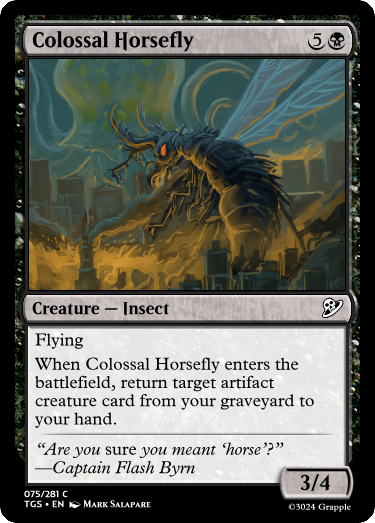 Colossal Horsefly 5
Creature — Insect
Flying
When Colossal Horsefly enters the
battlefield, return target artifact
creature card from your graveyard to
your hand.
“Are you sure you meant ‘horse’?”
—Captain Flash Byrn
3/4
075/281 C
TGS • EN Mark Salapare
©3024 Grapple